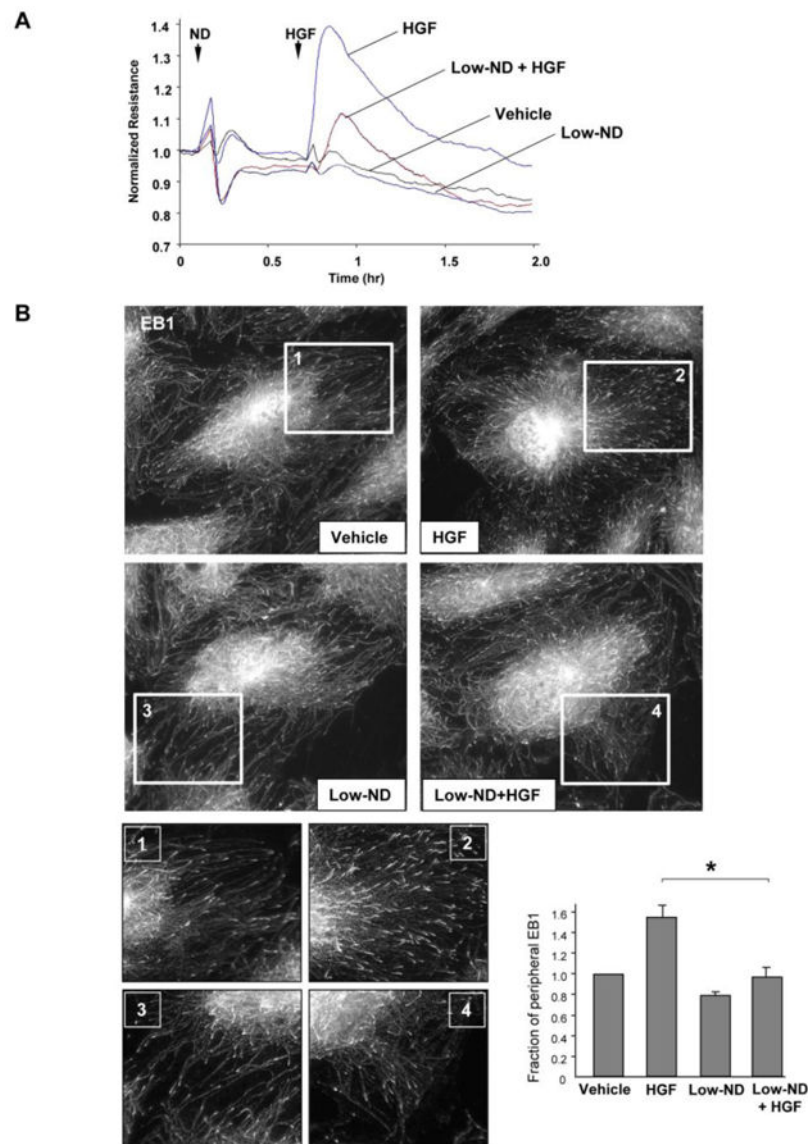 A
ND
HGF
HGF
Low-ND + HGF
Vehicle
Low-ND
Normalized Resistance
1.4
1.3
1.2
1.1
1.0
0.9
0.8
0.7
0
0.5
1
1.5
2.0
Time (hr)
B
EB1
1
2
Vehicle
HGF
3
4
Low-ND
Low-ND+HGF
1
2
3
4
*
Fraction of peripheral EB1
1.6
1.4
1.2
1.0
0.8
0.6
0.4
0.2
0
Vehicle
HGF
Low-ND
Low-ND
+ HGF